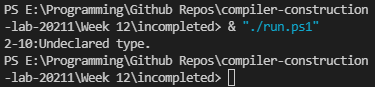 PS E:\Programming\Github Repos\compiler-construction
-lab-20211\Week 12\incompleted> & "./run.ps1"
2-10:Undeclared type.
PS E:\Programming\Github Repos\compiler-construction
-lab-20211\Week 12\incompleted>